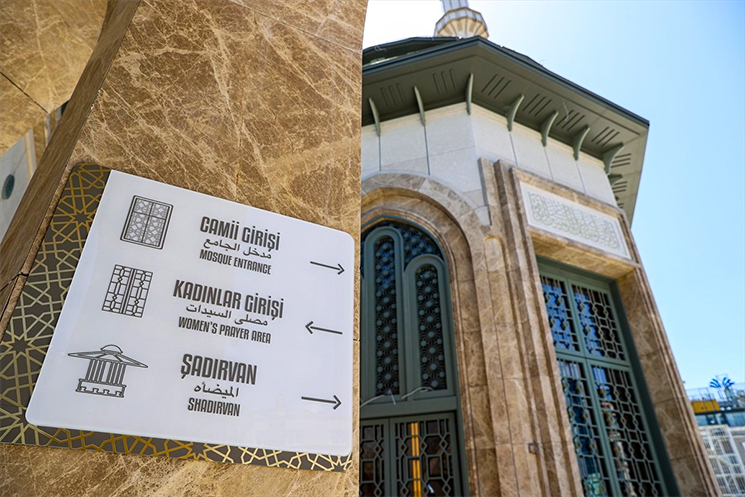 CAMİİ GİRİŞİ
مدخل الجامع
MOSQUE ENTRANCE
KADINLAR GİRİŞİ
مصلى السيدات
WOMEN'S PRAYER AREA
ŞADIRVAN
الميضأه
SHADIRVAN